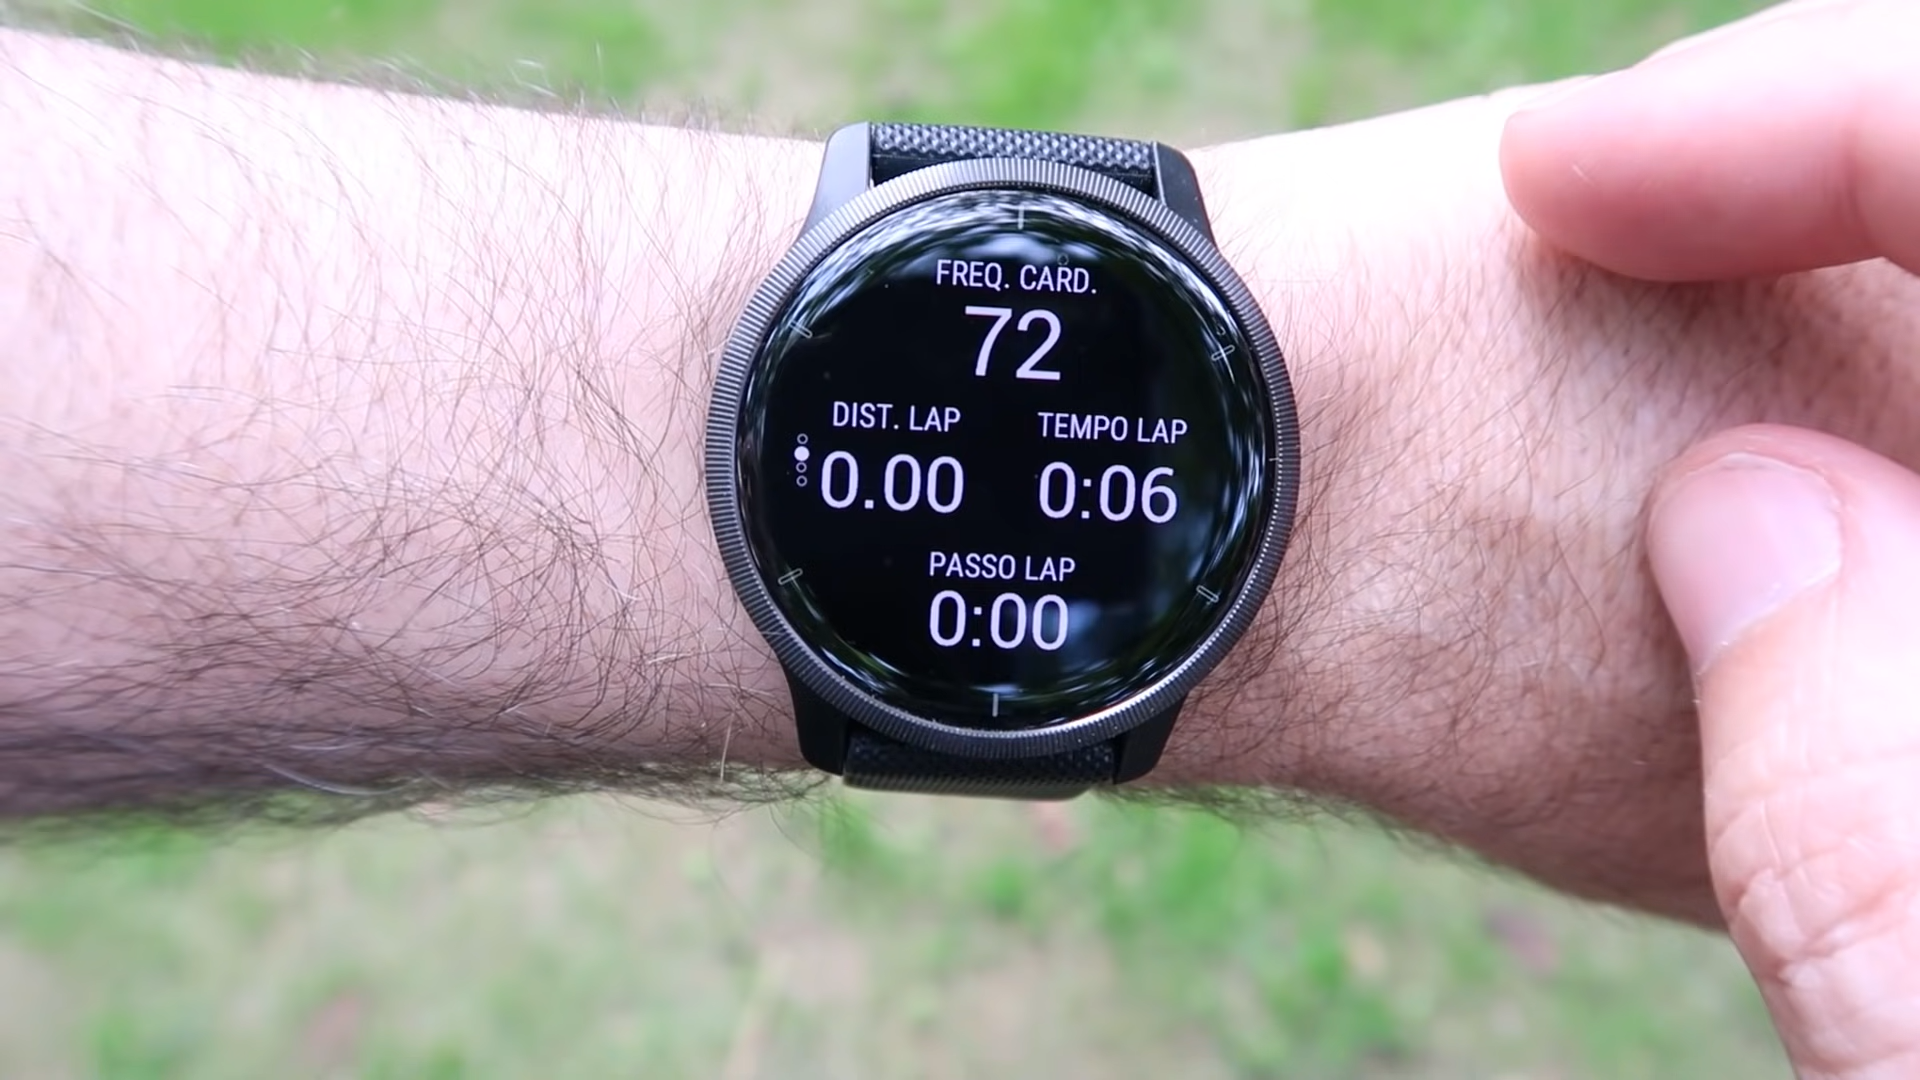 FREQ. CARD.
72
DIST. LAP TEMPO LAP
0.00 0:06
PASSO LAP
0:00